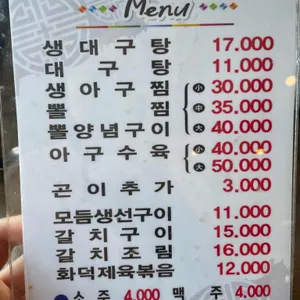 Menu
생대구탕 17.000
대구탕 11.000
생아구찜 小 30.000
뽈찜 中 35.000
뽈양념구이 大 40.000
아구수육 小 40.000
大 50.000
곤이추가 3.000
모듬생선구이 11.000
갈치구이 15.000
갈치조림 16.000
화덕제육볶음 12.000
소주 4.000 맥주 4.000